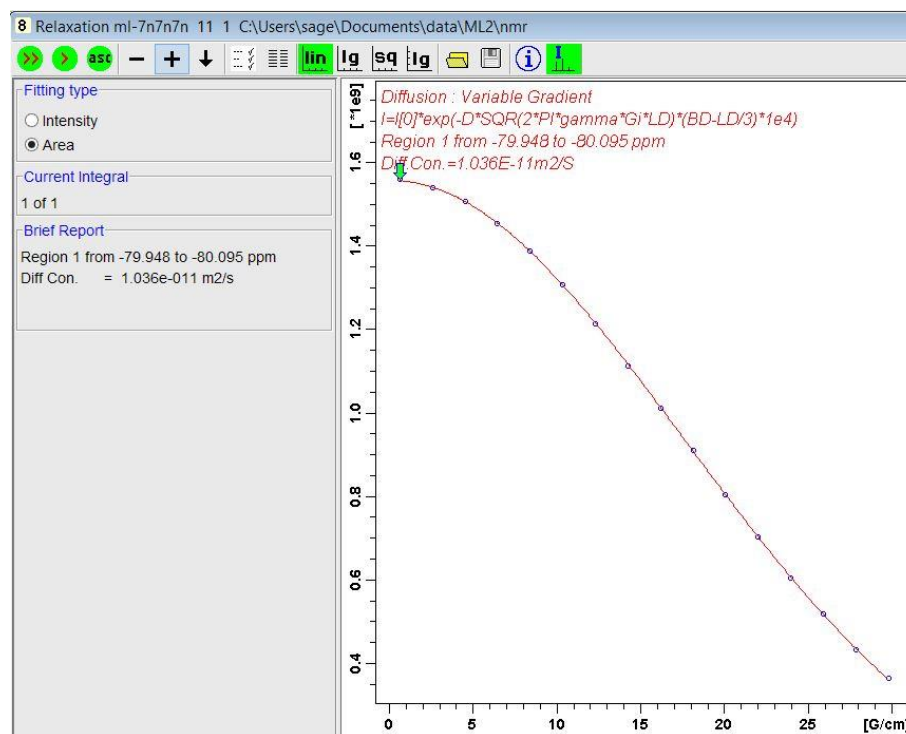 8 Relaxation ml-7n7n7n 11 1 C:\Users\sage\Documents\data\ML2\nmr
>> > asc − + lin lg sq lg i I
Fitting type
Intensity
Area
Current Integral
1 of 1
Brief Report
Region 1 from -79.948 to -80.095 ppm
Diff Con. = 1.036e-011 m2/s
Diffusion : Variable Gradient
I=I[0]*exp(-D*SQR(2*PI*gamma*Gi*LD)*(BD-LD/3)*1e4)
Region 1 from -79.948 to -80.095 ppm
Diff.Con.=1.036E-11m2/S
[*1e9]
1.6
1.4
1.2
1.0
0.8
0.6
0.4
0 5 10 15 20 25 [G/cm]